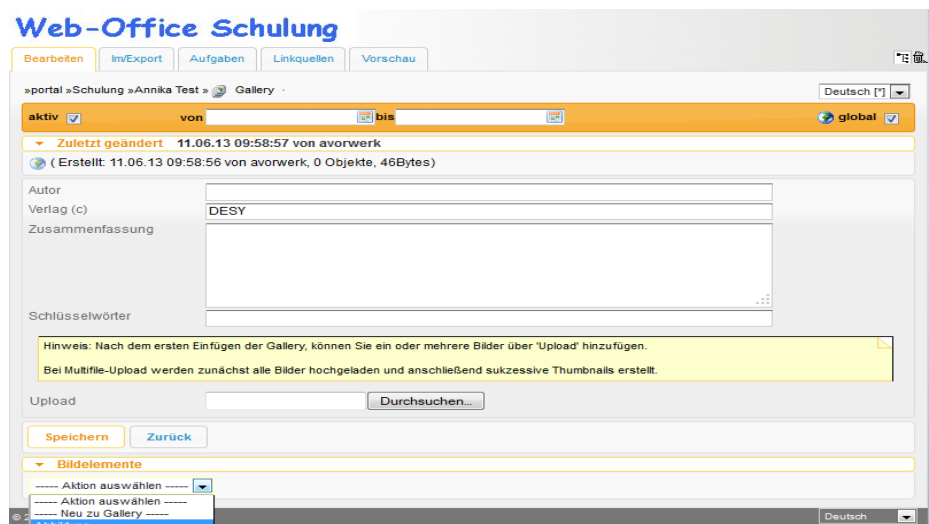 Web-Office Schulung
Bearbeiten Im/Export Aufgaben Linkquellen Vorschau
»portal »Schulung »Annika Test » Gallery - Deutsch [*]
aktiv von bis global
Zuletzt geändert 11.06.13 09:58:57 von avorwerk
( Erstellt: 11.06.13 09:58:56 von avorwerk, 0 Objekte, 46Bytes)
Autor
Verlag (c) DESY
Zusammenfassung
Schlüsselwörter
Hinweis: Nach dem ersten Einfügen der Gallery, können Sie ein oder mehrere Bilder über 'Upload' hinzufügen.
Bei Multifile-Upload werden zunächst alle Bilder hochgeladen und anschließend sukzessive Thumbnails erstellt.
Upload Durchsuchen...
Speichern Zurück
Bildelemente
----- Aktion auswählen -----
----- Aktion auswählen -----
----- Neu zu Gallery -----
© 2 Deutsch